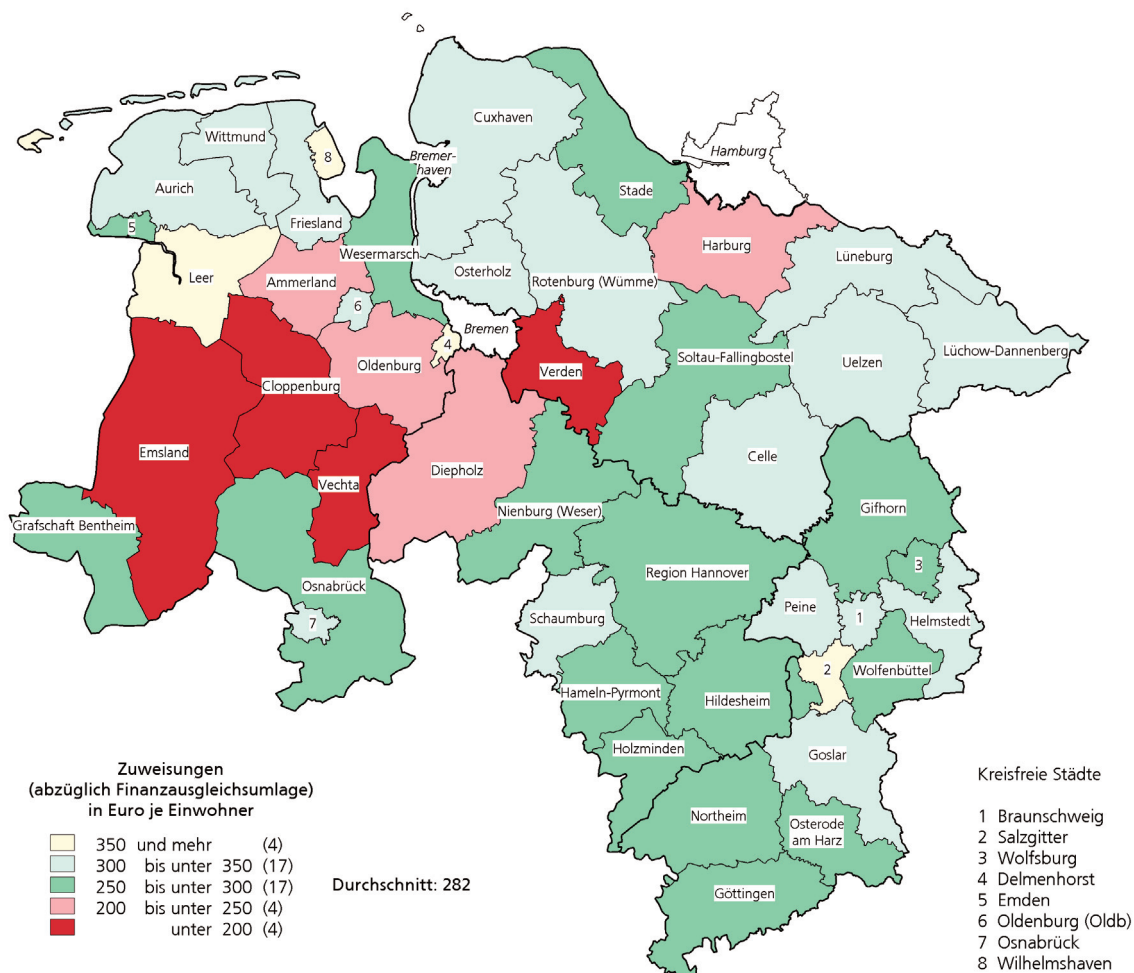 Cuxhaven
Wittmund
Hamburg
8
Bremer-
haven
Aurich
Stade
Friesland
5
Harburg
Wesermarsch
Lüneburg
Osterholz
Leer
Ammerland
Rotenburg (Wümme)
6
Bremen
4
Lüchow-Dannenberg
Soltau-Fallingbostel
Uelzen
Oldenburg
Verden
Cloppenburg
Emsland
Celle
Diepholz
Vechta
Gifhorn
Nienburg (Weser)
Grafschaft Bentheim
3
Region Hannover
Osnabrück
Peine
1
Schaumburg
Helmstedt
7
2
Wolfenbüttel
Hameln-Pyrmont
Hildesheim
Holzminden
Goslar
Northeim
Osterode
am Harz
Göttingen
Zuweisungen
(abzüglich Finanzausgleichsumlage)
in Euro je Einwohner
350 und mehr (4)
300 bis unter 350 (17)
250 bis unter 300 (17)
200 bis unter 250 (4)
unter 200 (4)
Durchschnitt: 282
Kreisfreie Städte
1 Braunschweig
2 Salzgitter
3 Wolfsburg
4 Delmenhorst
5 Emden
6 Oldenburg (Oldb)
7 Osnabrück
8 Wilhelmshaven